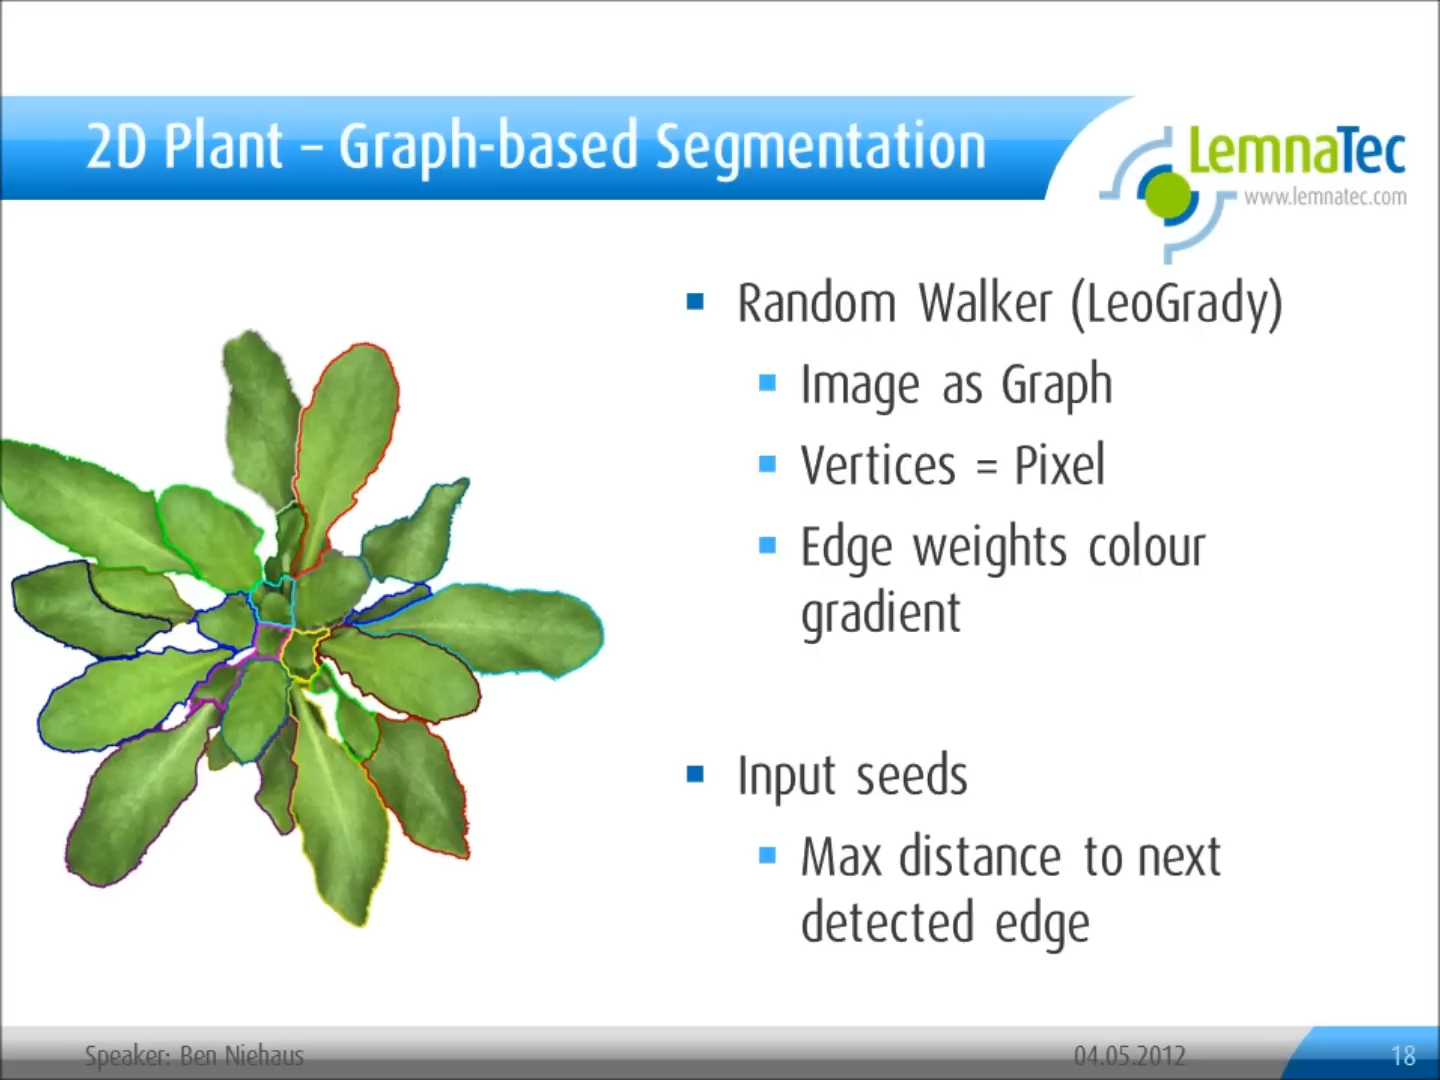 2D Plant – Graph-based Segmentation
LemnaTec
www.lemnatec.com
Random Walker (LeoGrady)
Image as Graph
Vertices = Pixel
Edge weights colour
gradient
Input seeds
Max distance to next
detected edge
Speaker: Ben Niehaus
04.05.2012
18